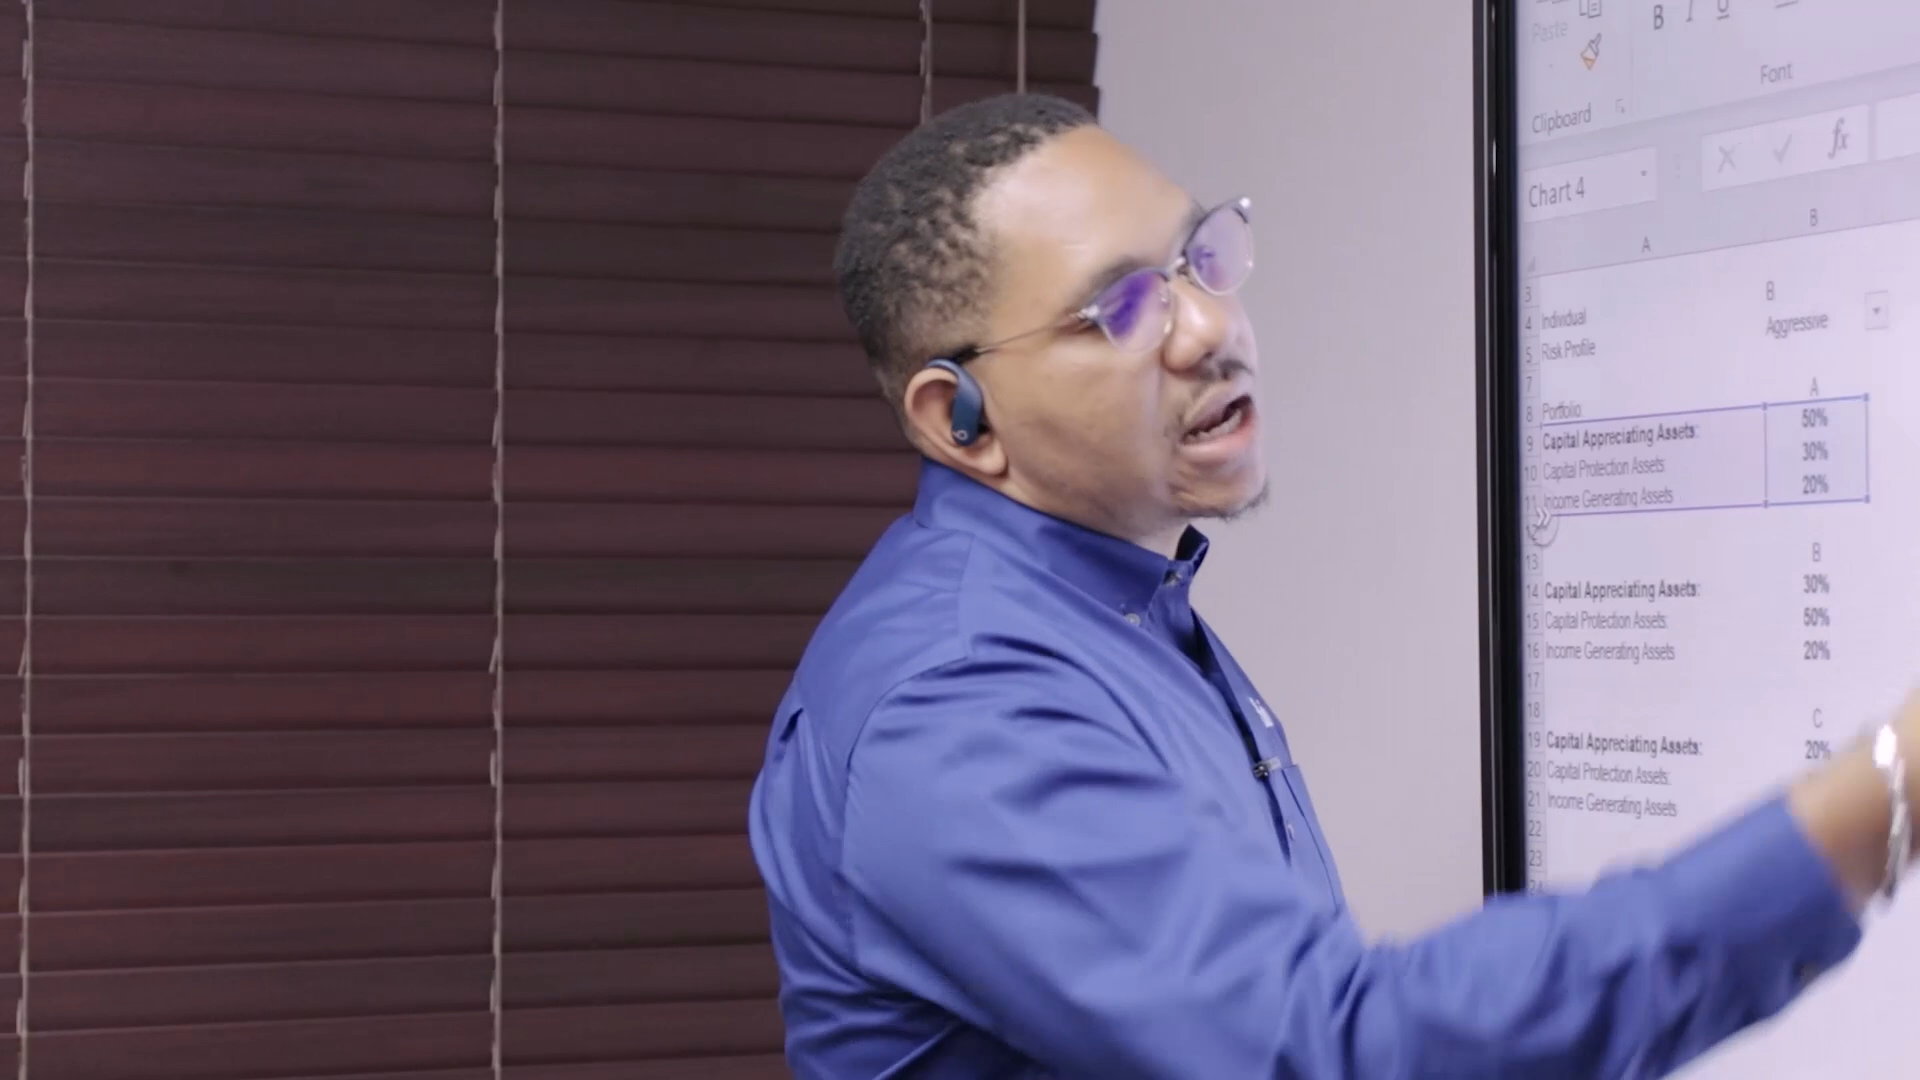 Paste
B I U
Clipboard
Font
Chart 4
fx
A B
3 B
4 Individual Aggressive
5 Risk Profile
7 A
8 Portfolio 50%
9 Capital Appreciating Assets: 30%
10 Capital Protection Assets: 20%
11 Income Generating Assets
13 B
14 Capital Appreciating Assets: 30%
15 Capital Protection Assets: 50%
16 Income Generating Assets 20%
17
18 C
19 Capital Appreciating Assets: 20%
20 Capital Protection Assets:
21 Income Generating Assets
22
23
24